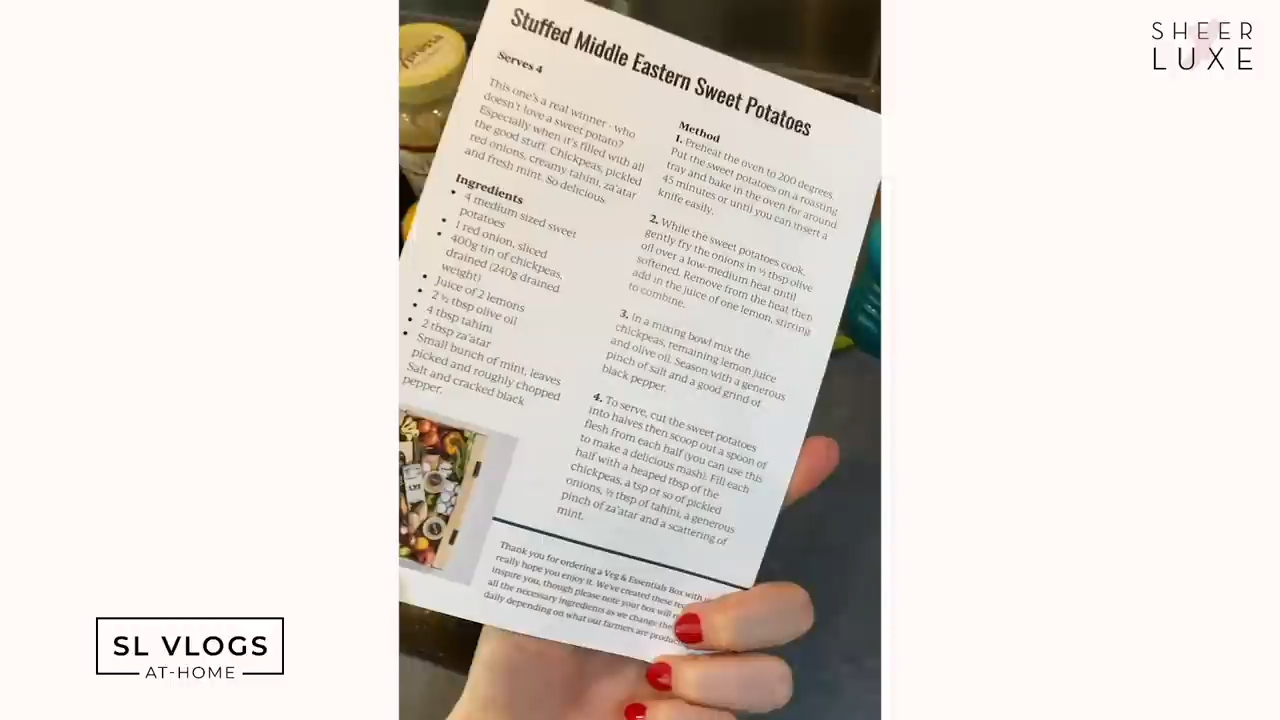 SHEER
LUXE
Stuffed Middle Eastern Sweet Potatoes
Serves 4
This one's a real winner - who
doesn't love a sweet potato?
Especially when it's filled with all
the good stuff. Chickpeas, pickled
red onions, creamy tahini, za'atar
and fresh mint. So delicious.
Ingredients
• 4 medium sized sweet
potatoes
• 1 red onion, sliced
• 400g tin of chickpeas,
drained (240g drained
weight)
• Juice of 2 lemons
• 2 ½ tbsp olive oil
• 4 tbsp tahini
• 2 tbsp za'atar
• Small bunch of mint, leaves
picked and roughly chopped
Salt and cracked black
pepper.
Method
1. Preheat the oven to 200 degrees.
Put the sweet potatoes on a roasting
tray and bake in the oven for around
45 minutes or until you can insert a
knife easily.
2. While the sweet potatoes cook,
gently fry the onions in ½ tbsp olive
oil over a low-medium heat until
softened. Remove from the heat then
add in the juice of one lemon, stirring
to combine.
3. In a mixing bowl mix the
chickpeas, remaining lemon juice
and olive oil. Season with a generous
pinch of salt and a good grind of
black pepper.
4. To serve, cut the sweet potatoes
into halves then scoop out a spoon of
flesh from each half (you can use this
to make a delicious mash). Fill each
half with a heaped tbsp of the
chickpeas, a tsp or so of pickled
onions, ½ tbsp of tahini, a generous
pinch of za'atar and a scattering of
mint.
Thank you for ordering a Veg & Essentials Box with
really hope you enjoy it. We've created these
inspire you, though please note your box will
all the necessary ingredients as we change the
daily depending on what our farmers are
SL VLOGS
AT-HOME